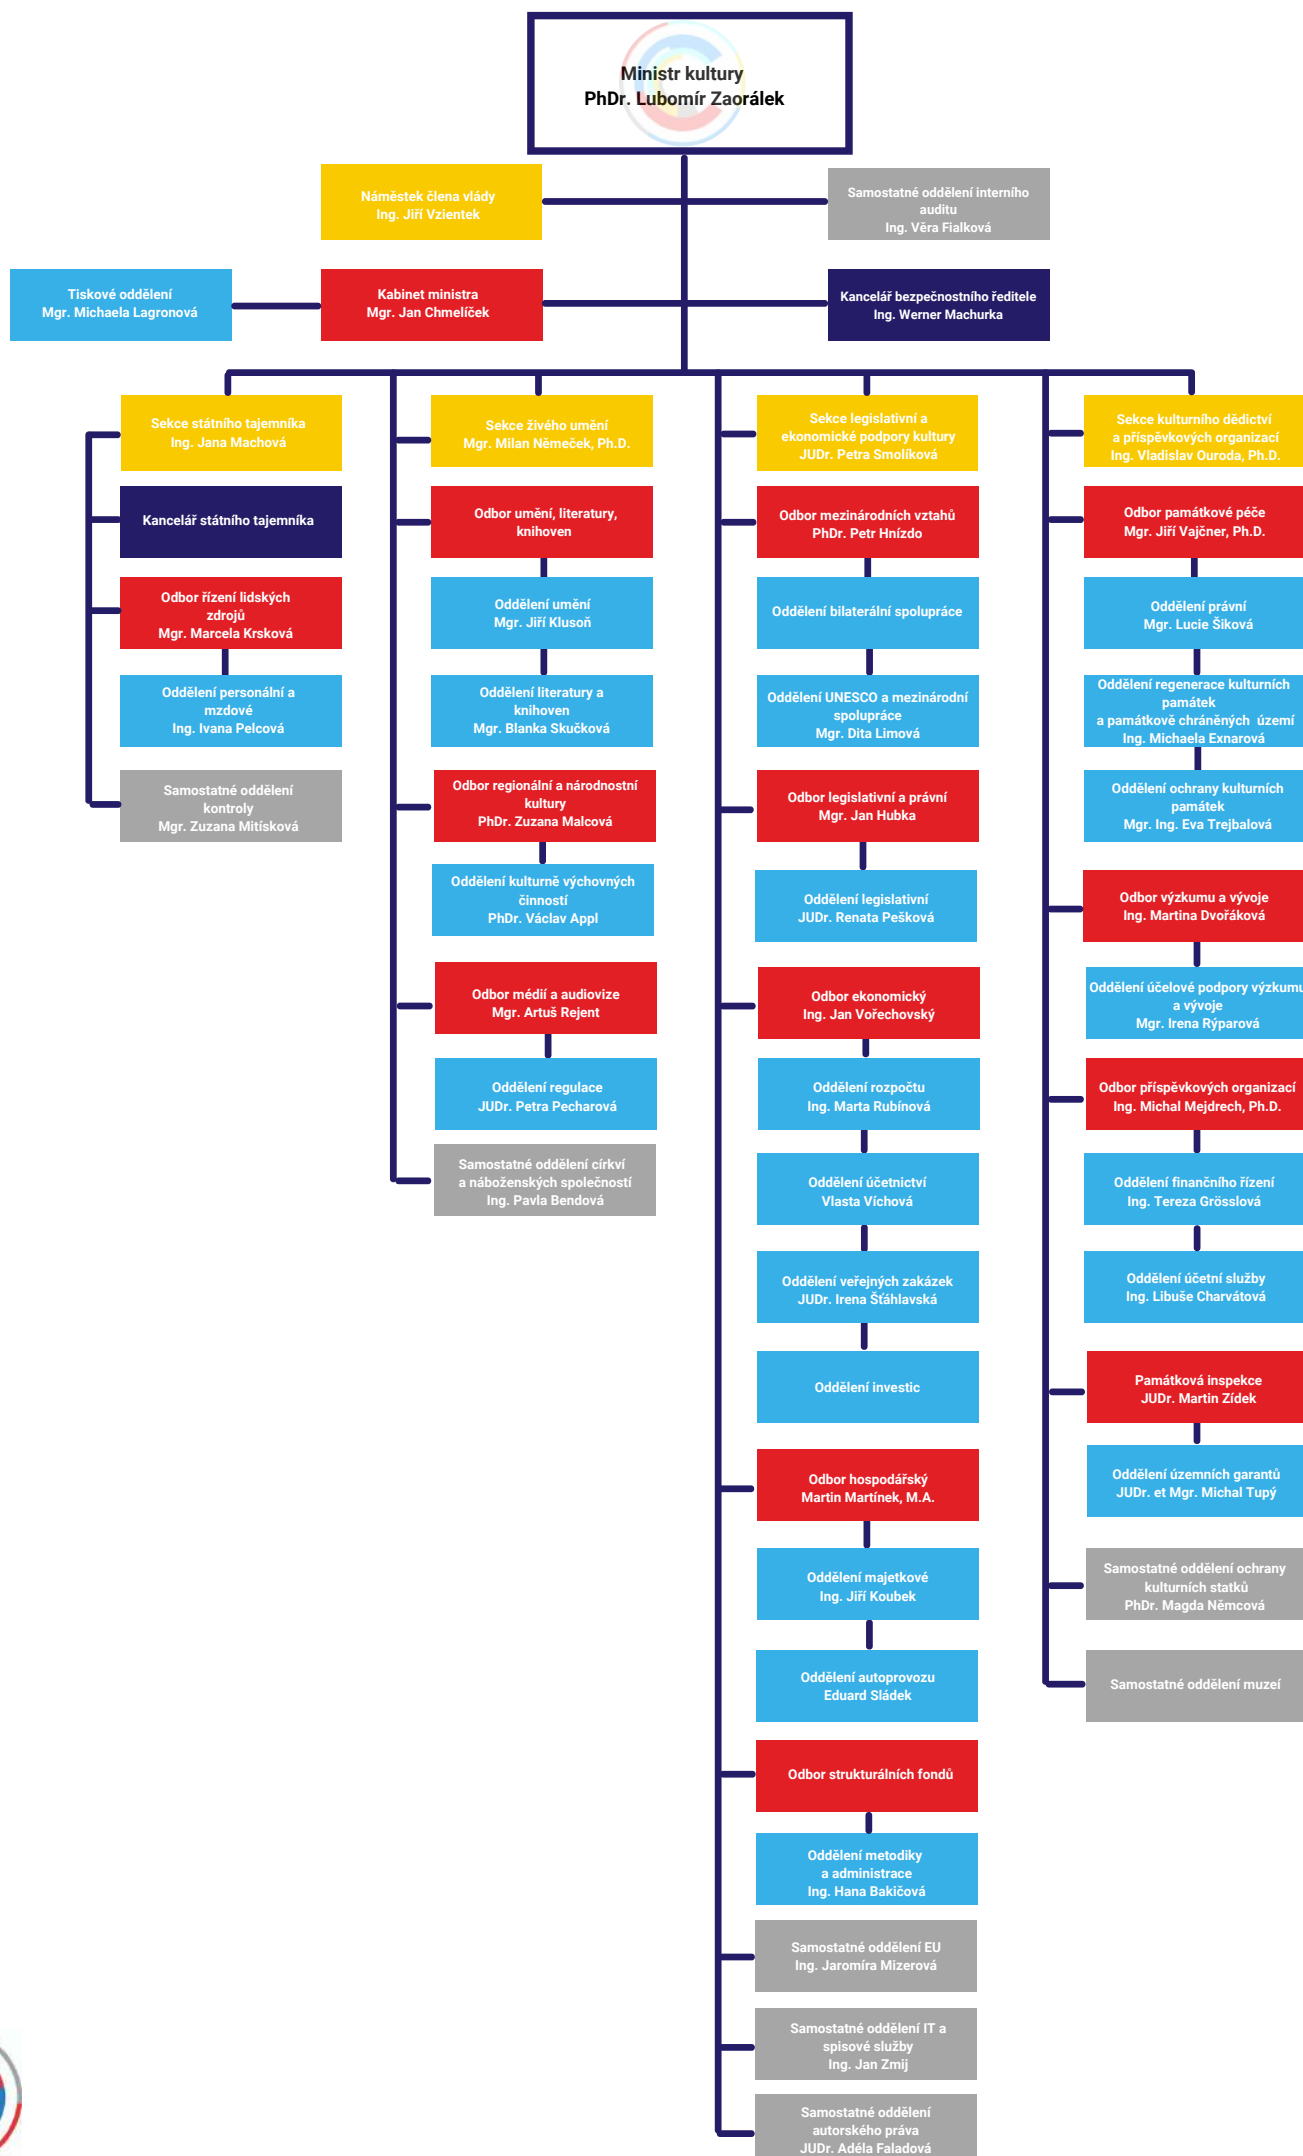 Ministr kultury
PhDr. Lubomír Zaorálek
Náměstek člena vlády
Ing. Jiří Vzientek
Samostatné oddělení interního
auditu
Ing. Věra Fialková
Tiskové oddělení
Mgr. Michaela Lagronová
Kabinet ministra
Mgr. Jan Chmelíček
Kancelář bezpečnostního ředitele
Ing. Werner Machurka
Sekce státního tajemníka
Ing. Jana Machová
Kancelář státního tajemníka
Odbor řízení lidských
zdrojů
Mgr. Marcela Krsková
Oddělení personální a
mzdové
Ing. Ivana Pelcová
Samostatné oddělení
kontroly
Mgr. Zuzana Mitísková
Sekce živého umění
Mgr. Milan Němeček, Ph.D.
Odbor umění, literatury,
knihoven
Oddělení umění
Mgr. Jiří Klusoň
Oddělení literatury a
knihoven
Mgr. Blanka Skučková
Odbor regionální a národnostní
kultury
PhDr. Zuzana Malcová
Oddělení kulturně výchovných
činností
PhDr. Václav Appl
Odbor médií a audiovize
Mgr. Artuš Rejent
Oddělení regulace
JUDr. Petra Pecharová
Samostatné oddělení církví
a náboženských společností
Ing. Pavla Bendová
Sekce legislativní a
ekonomické podpory kultury
JUDr. Petra Smolíková
Odbor mezinárodních vztahů
PhDr. Petr Hnízdo
Oddělení bilaterální spolupráce
Oddělení UNESCO a mezinárodní
spolupráce
Mgr. Dita Limová
Odbor legislativní a právní
Mgr. Jan Hubka
Oddělení legislativní
JUDr. Renata Pešková
Odbor ekonomický
Ing. Jan Vořechovský
Oddělení rozpočtu
Ing. Marta Rubínová
Oddělení účetnictví
Vlasta Víchová
Oddělení veřejných zakázek
JUDr. Irena Šťáhlavská
Oddělení investic
Odbor hospodářský
Martin Martínek, M.A.
Oddělení majetkové
Ing. Jiří Koubek
Oddělení autoprovozu
Eduard Sládek
Odbor strukturálních fondů
Oddělení metodiky
a administrace
Ing. Hana Bakičová
Samostatné oddělení EU
Ing. Jaromíra Mizerová
Samostatné oddělení IT a
spisové služby
Ing. Jan Zmij
Samostatné oddělení
autorského práva
JUDr. Adéla Faladová
Sekce kulturního dědictví
a příspěvkových organizací
Ing. Vladislav Ouroda, Ph.D.
Odbor památkové péče
Mgr. Jiří Vajčner, Ph.D.
Oddělení právní
Mgr. Lucie Šiková
Oddělení regenerace kulturních
památek
a památkově chráněných území
Ing. Michaela Exnarová
Oddělení ochrany kulturních
památek
Mgr. Ing. Eva Trejbalová
Odbor výzkumu a vývoje
Ing. Martina Dvořáková
Oddělení účelové podpory výzkumu
a vývoje
Mgr. Irena Rýparová
Odbor příspěvkových organizací
Ing. Michal Mejdrech, Ph.D.
Oddělení finančního řízení
Ing. Tereza Grösslová
Oddělení účetní služby
Ing. Libuše Charvátová
Památková inspekce
JUDr. Martin Zídek
Oddělení územních garantů
JUDr. et Mgr. Michal Tupý
Samostatné oddělení ochrany
kulturních statků
PhDr. Magda Němcová
Samostatné oddělení muzeí